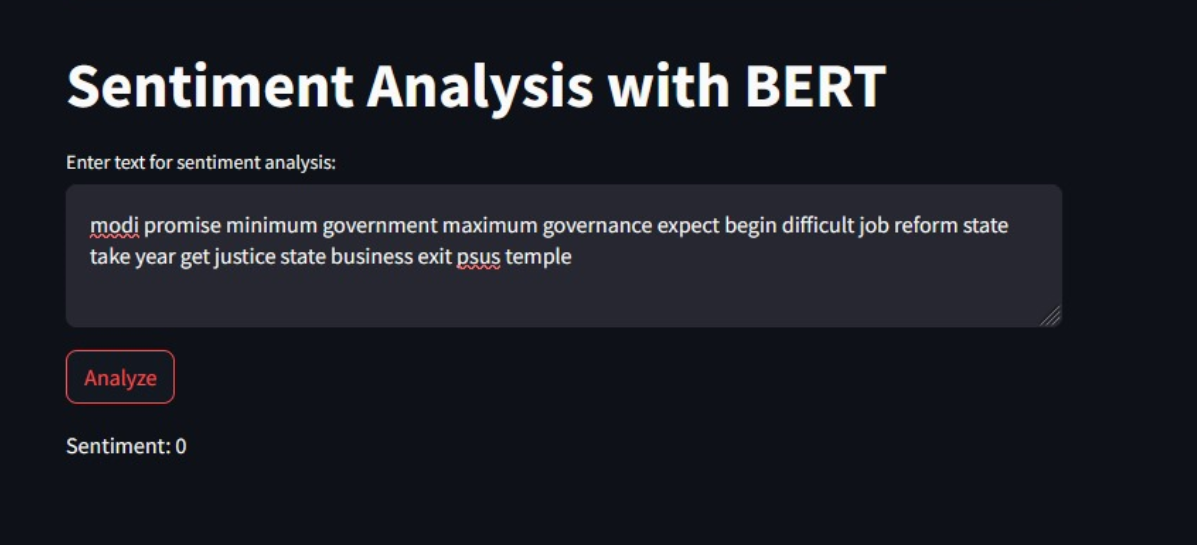 Sentiment Analysis with BERT
Enter text for sentiment analysis:
modi promise minimum government maximum governance expect begin difficult job reform state
take year get justice state business exit psus temple
Analyze
Sentiment: 0